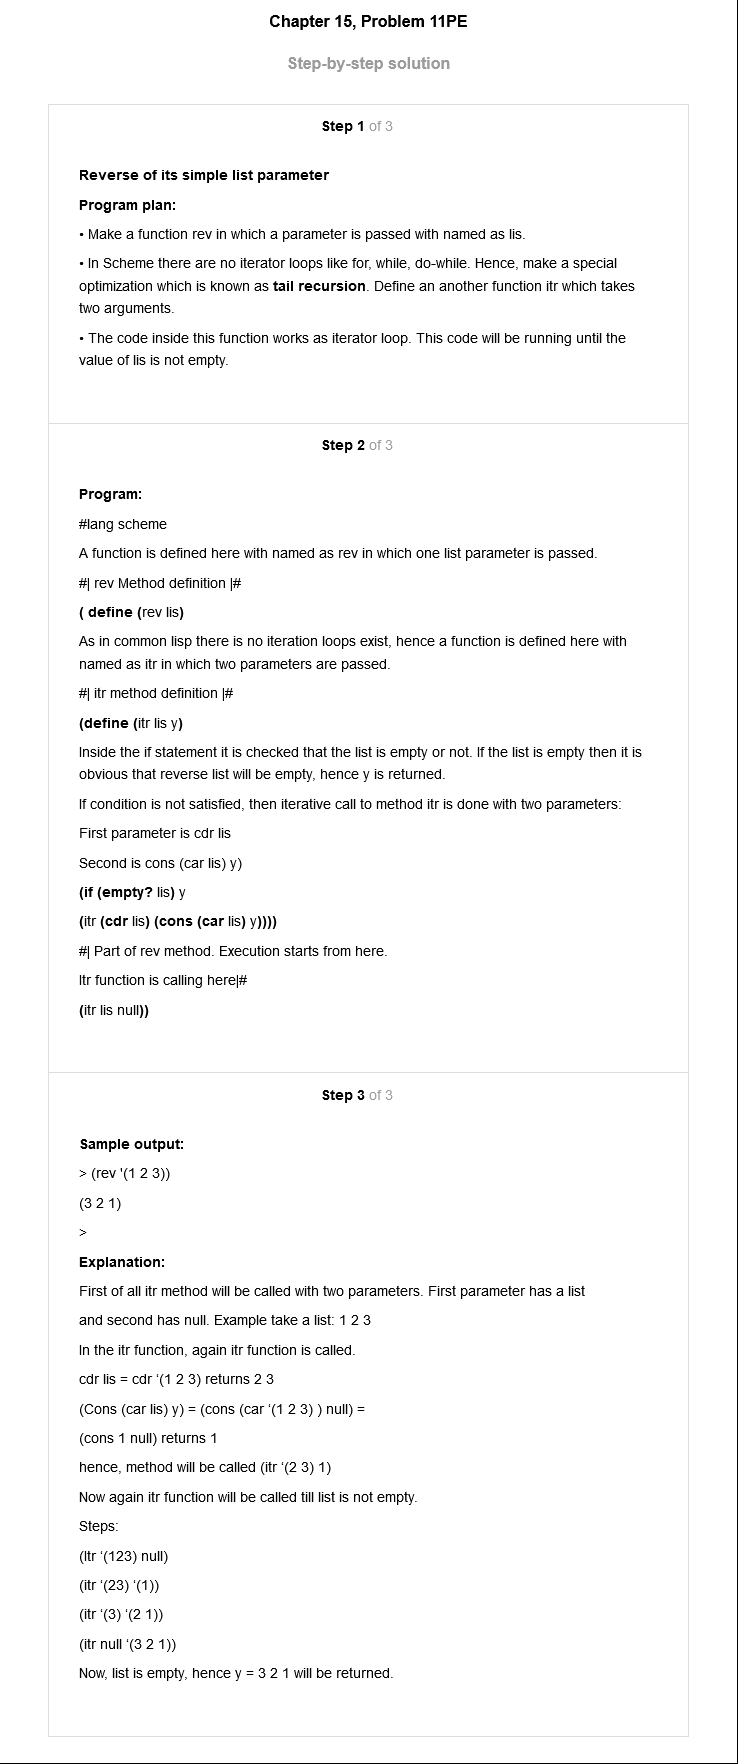 Chapter 15, Problem 11PE
Step-by-step solution
Step 1 of 3
Reverse of its simple list parameter
Program plan:
• Make a function rev in which a parameter is passed with named as lis.
• In Scheme there are no iterator loops like for, while, do-while. Hence, make a special
optimization which is known as tail recursion. Define an another function itr which takes
two arguments.
• The code inside this function works as iterator loop. This code will be running until the
value of lis is not empty.
Step 2 of 3
Program:
#lang scheme
A function is defined here with named as rev in which one list parameter is passed.
#| rev Method definition |#
( define (rev lis)
As in common lisp there is no iteration loops exist, hence a function is defined here with
named as itr in which two parameters are passed.
#| itr method definition |#
(define (itr lis y)
Inside the if statement it is checked that the list is empty or not. If the list is empty then it is
obvious that reverse list will be empty, hence y is returned.
If condition is not satisfied, then iterative call to method itr is done with two parameters:
First parameter is cdr lis
Second is cons (car lis) y)
(if (empty? lis) y
(itr (cdr lis) (cons (car lis) y))))
#| Part of rev method. Execution starts from here.
Itr function is calling here|#
(itr lis null))
Step 3 of 3
Sample output:
> (rev '(1 2 3))
(3 2 1)
>
Explanation:
First of all itr method will be called with two parameters. First parameter has a list
and second has null. Example take a list: 1 2 3
In the itr function, again itr function is called.
cdr lis = cdr ‘(1 2 3) returns 2 3
(Cons (car lis) y) = (cons (car ‘(1 2 3) ) null) =
(cons 1 null) returns 1
hence, method will be called (itr ‘(2 3) 1)
Now again itr function will be called till list is not empty.
Steps:
(Itr ‘(123) null)
(itr ‘(23) ‘(1))
(itr ‘(3) ‘(2 1))
(itr null ‘(3 2 1))
Now, list is empty, hence y = 3 2 1 will be returned.